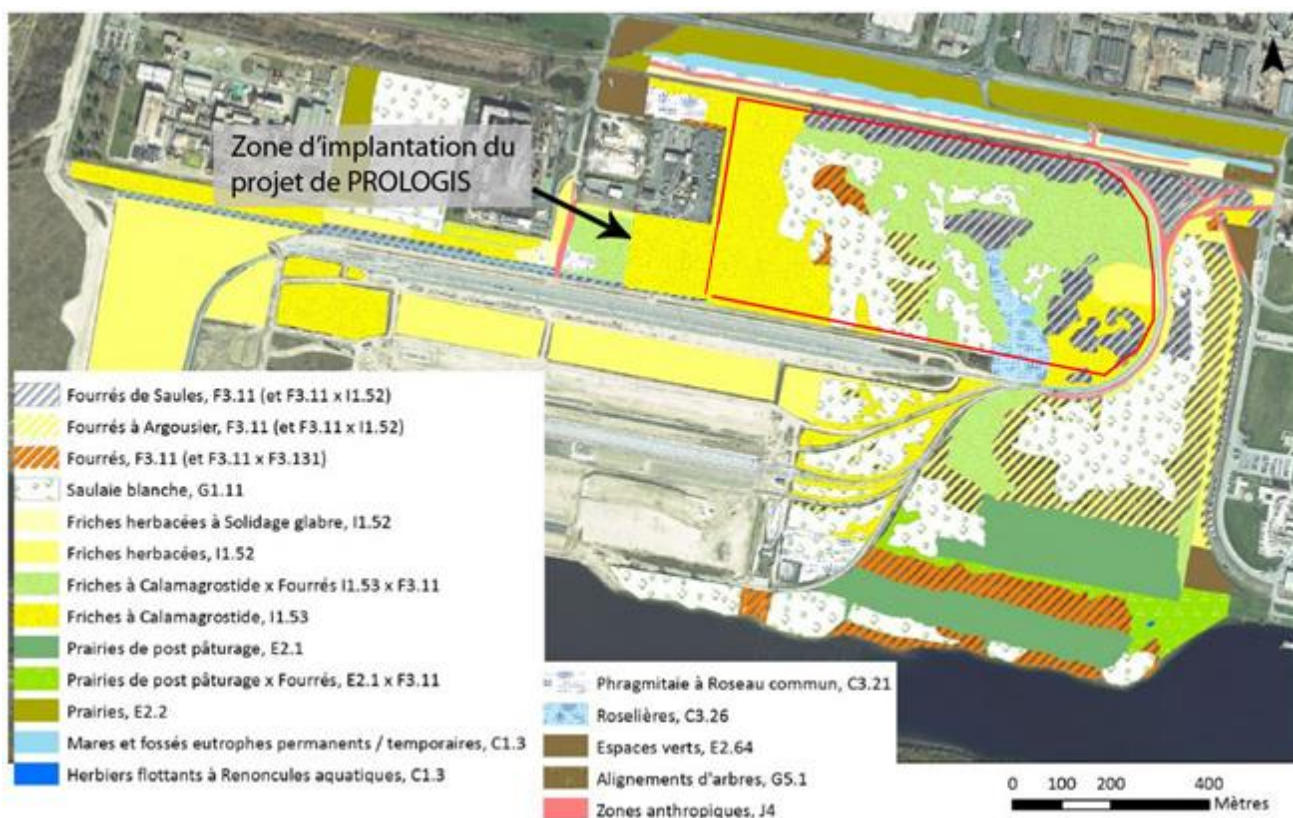 Zone d'implantation du
projet de PROLOGIS
Fourrés de Saules, F3.11 (et F3.11 x I1.52)
Fourrés à Argousier, F3.11 (et F3.11 x I1.52)
Fourrés, F3.11 (et F3.11 x F3.131)
Saulaie blanche, G1.11
Friches herbacées à Solidage glabre, I1.52
Friches herbacées, I1.52
Friches à Calamagrostide x Fourrés I1.53 x F3.11
Friches à Calamagrostide, I1.53
Prairies de post pâturage, E2.1
Prairies de post pâturage x Fourrés, E2.1 x F3.11
Prairies, E2.2
Mares et fossés eutrophes permanents / temporaires, C1.3
Herbiers flottants à Renoncules aquatiques, C1.3
Phragmitaie à Roseau commun, C3.21
Roselières, C3.26
Espaces verts, E2.64
Alignements d'arbres, G5.1
Zones anthropiques, J4
0 100 200 400
Mètres